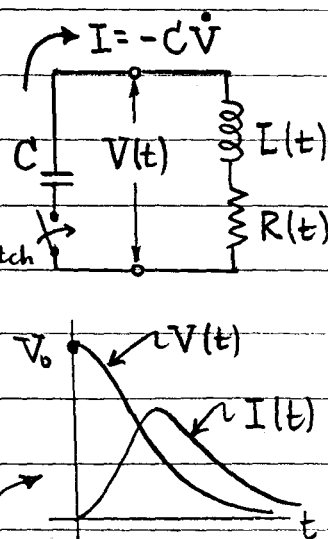 I = -CV̇
C V(t) L(t)
R(t)
tch
V₀ V(t)
I(t)
t